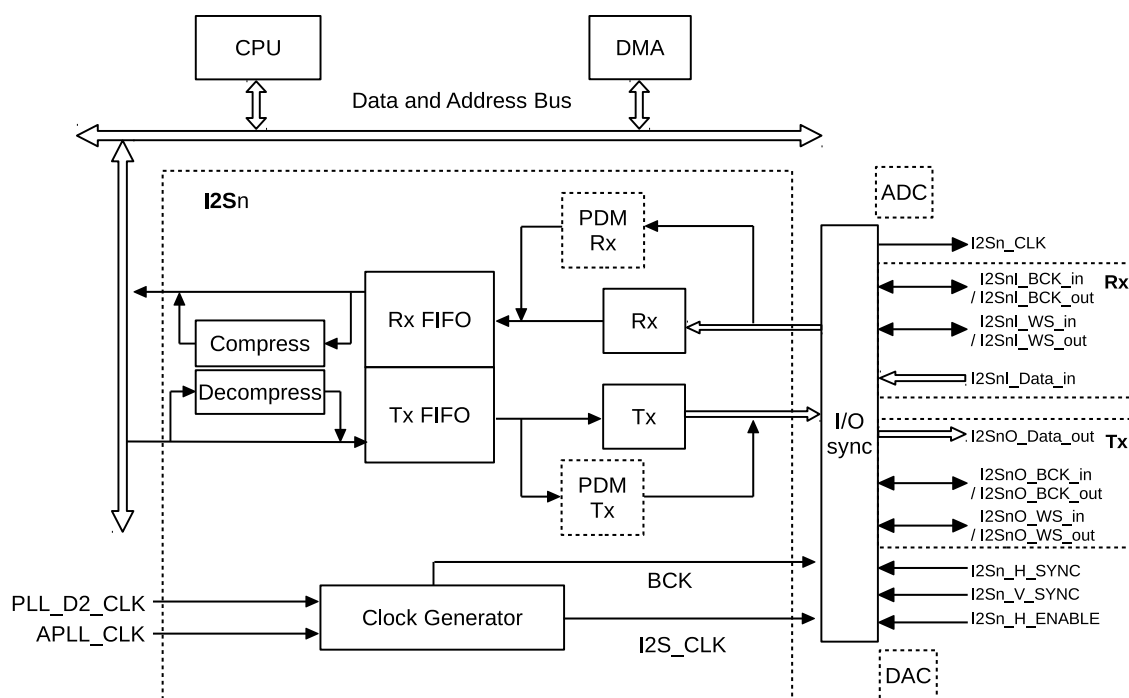 CPU
DMA
Data and Address Bus
I2Sn
ADC
PDM
Rx
I2Sn_CLK
I2SnI_BCK_in
/ I2SnI_BCK_out
Rx
I2SnI_WS_in
/ I2SnI_WS_out
Rx FIFO
Rx
Compress
I2SnI_Data_in
Decompress
Tx FIFO
Tx
I/O
sync
I2SnO_Data_out
Tx
PDM
Tx
I2SnO_BCK_in
/ I2SnO_BCK_out
I2SnO_WS_in
/ I2SnO_WS_out
BCK
I2Sn_H_SYNC
I2Sn_V_SYNC
I2Sn_H_ENABLE
PLL_D2_CLK
APLL_CLK
Clock Generator
I2S_CLK
DAC